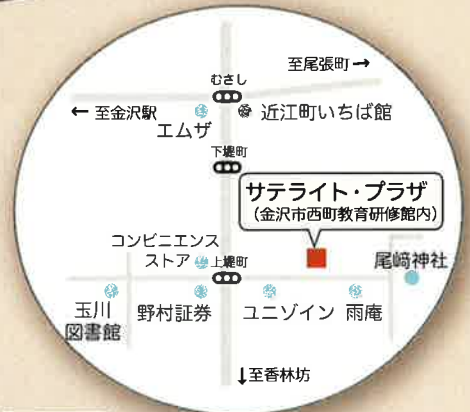 至尾張町→
むさし
← 至金沢駅
エムザ
近江町いちば館
下堤町
サテライト・プラザ
（金沢市西町教育研修館内）
コンビニエンス
ストア
上堤町
尾﨑神社
玉川
図書館
野村証券
ユニゾイン
雨庵
↓至香林坊